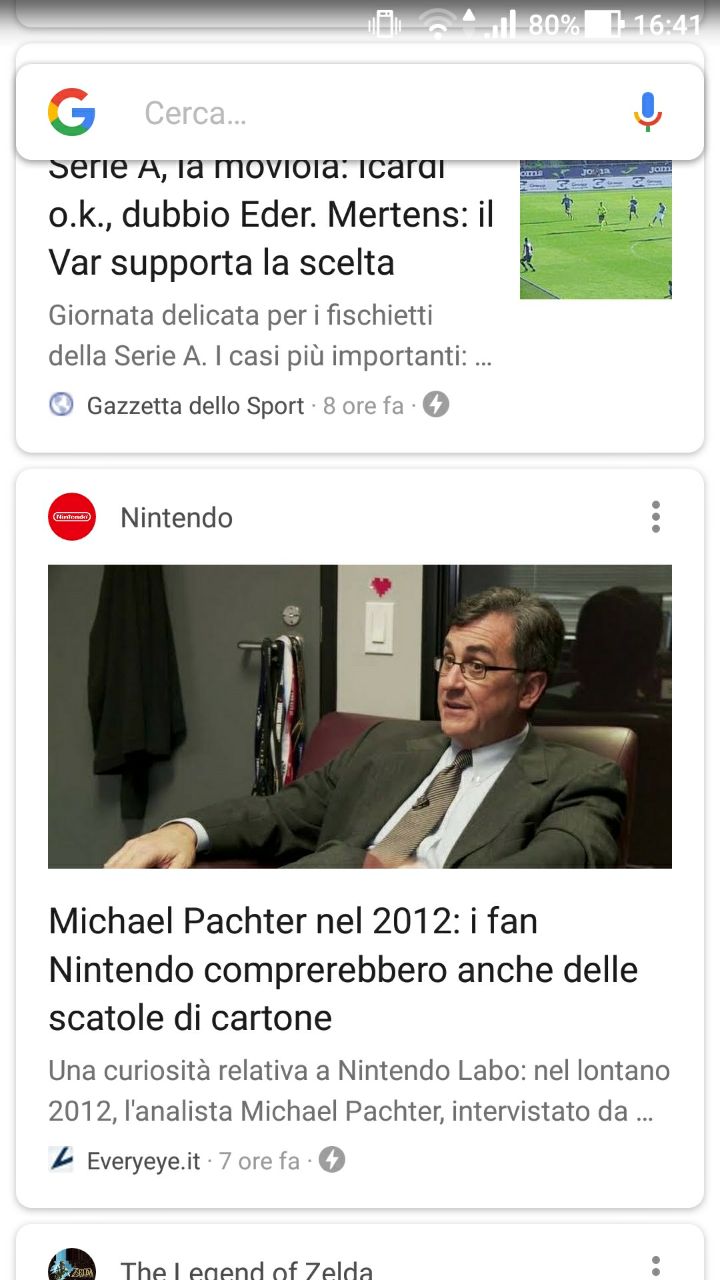 80% 16:41
Cerca...
Serie A, la moviola: Icardi
o.k., dubbio Eder. Mertens: il
Var supporta la scelta
Giornata delicata per i fischietti
della Serie A. I casi più importanti: ...
Gazzetta dello Sport · 8 ore fa ·
Nintendo
Nintendo
Michael Pachter nel 2012: i fan
Nintendo comprerebbero anche delle
scatole di cartone
Una curiosità relativa a Nintendo Labo: nel lontano
2012, l'analista Michael Pachter, intervistato da ...
Everyeye.it · 7 ore fa ·
ZELDA
The Legend of Zelda